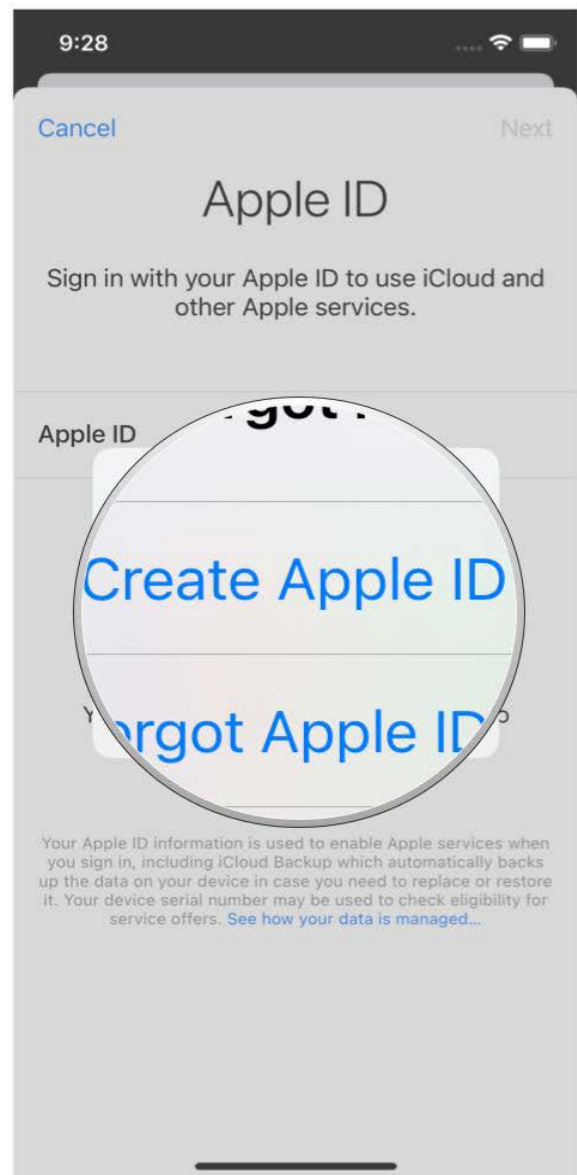 9:28
Cancel
Next
Apple ID
Sign in with your Apple ID to use iCloud and
other Apple services.
Apple ID
Create Apple ID
orgot Apple ID
Your Apple ID information is used to enable Apple services when
you sign in, including iCloud Backup which automatically backs
up the data on your device in case you need to replace or restore
it. Your device serial number may be used to check eligibility for
service offers. See how your data is managed...